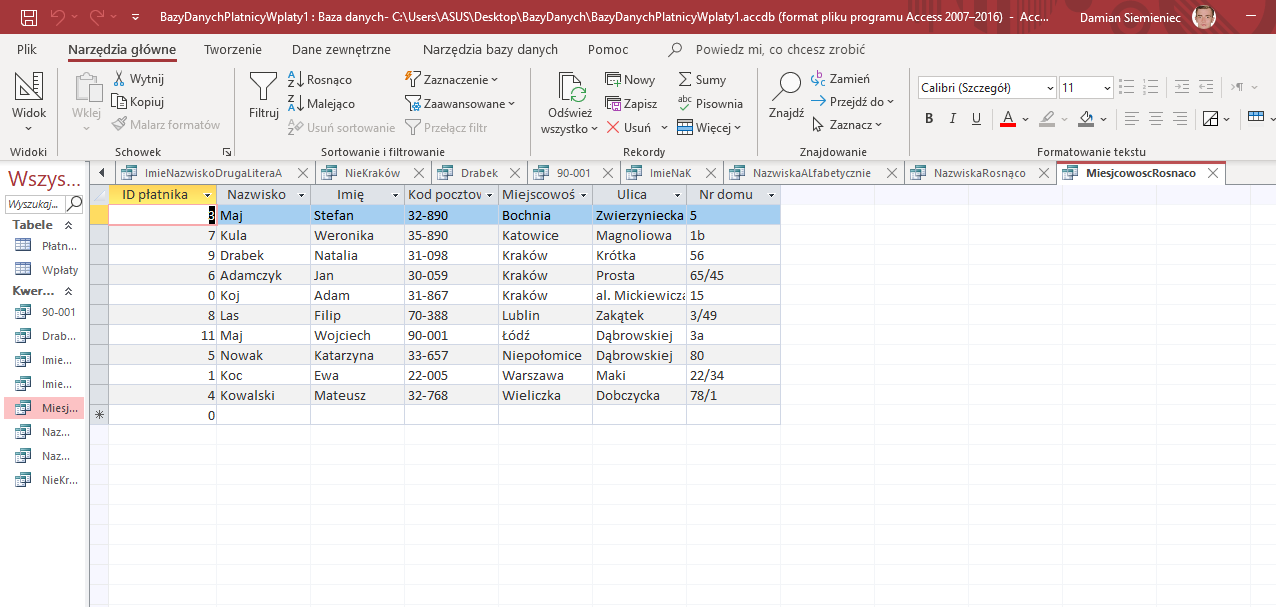 BazyDanychPlatnicyWplaty1 : Baza danych- C:\Users\ASUS\Desktop\BazyDanych\BazyDanychPlatnicyWplaty1.accdb (format pliku programu Access 2007–2016) - Acc... Damian Siemieniec
Plik Narzędzia główne Tworzenie Dane zewnętrzne Narzędzia bazy danych Pomoc Powiedz mi, co chcesz zrobić
Widok
Widoki
Wklej
Wytnij
Kopiuj
Malarz formatów
Schowek
Filtruj
Rosnąco
Malejąco
Usuń sortowanie
Zaznaczenie
Zaawansowane
Przełącz filtr
Sortowanie i filtrowanie
Odśwież
wszystko
Nowy
Zapisz
Usuń
Sumy
Pisownia
Więcej
Rekordy
Znajdź
Zamień
Przejdź do
Zaznacz
Znajdowanie
Calibri (Szczegół) 11
B I U A
Formatowanie tekstu
ImieNazwiskoDrugaLiteraA NieKraków Drabek 90-001 ImieNaK NazwiskaALfabetycznie NazwiskaRosnąco MiesjcowoscRosnaco
Wszys...
Wyszukaj...
Tabele
Płatn...
Wpłaty
Kwer...
90-001
Drab...
Imie...
Imie...
Miesj...
Naz...
Naz...
NieKr...
ID płatnika Nazwisko Imię Kod pocztow Miejscowoś Ulica Nr domu
3 Maj Stefan 32-890 Bochnia Zwierzyniecka 5
7 Kula Weronika 35-890 Katowice Magnoliowa 1b
9 Drabek Natalia 31-098 Kraków Krótka 56
6 Adamczyk Jan 30-059 Kraków Prosta 65/45
0 Koj Adam 31-867 Kraków al. Mickiewicza 15
8 Las Filip 70-388 Lublin Zakątek 3/49
11 Maj Wojciech 90-001 Łódź Dąbrowskiej 3a
5 Nowak Katarzyna 33-657 Niepołomice Dąbrowskiej 80
1 Koc Ewa 22-005 Warszawa Maki 22/34
4 Kowalski Mateusz 32-768 Wieliczka Dobczycka 78/1
0